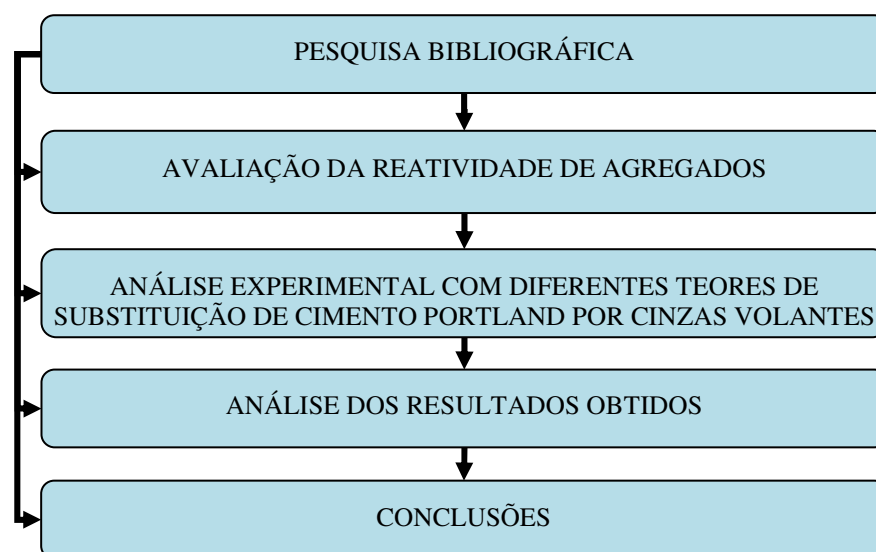 PESQUISA BIBLIOGRÁFICA
AVALIAÇÃO DA REATIVIDADE DE AGREGADOS
ANÁLISE EXPERIMENTAL COM DIFERENTES TEORES DE
SUBSTITUIÇÃO DE CIMENTO PORTLAND POR CINZAS VOLANTES
ANÁLISE DOS RESULTADOS OBTIDOS
CONCLUSÕES